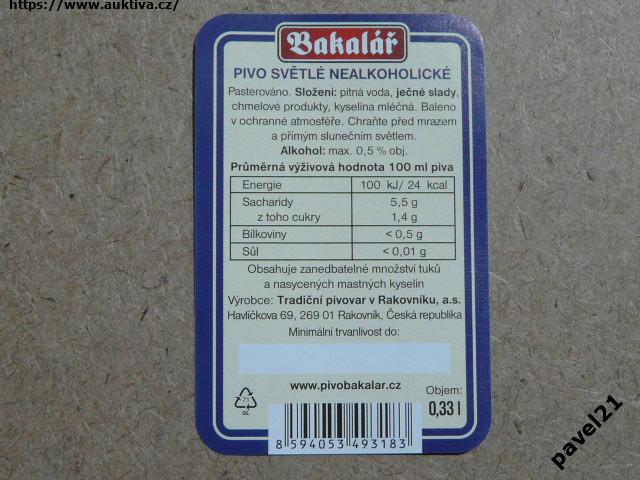 https://www.auktiva.cz/
Bakalář
PIVO SVĚTLÉ NEALKOHOLICKÉ
Pasterováno. Složení: pitná voda, ječné slady,
chmelové produkty, kyselina mléčná. Baleno
v ochranné atmosféře. Chraňte před mrazem
a přímým slunečním světlem.
Alkohol: max. 0,5 % obj.
Průměrná výživová hodnota 100 ml piva
Energie 100 kJ/ 24 kcal
Sacharidy 5,5 g
z toho cukry 1,4 g
Bílkoviny < 0,5 g
Sůl < 0,01 g
Obsahuje zanedbatelné množství tuků
a nasycených mastných kyselin
Výrobce: Tradiční pivovar v Rakovníku, a.s.
Havlíčkova 69, 269 01 Rakovník, Česká republika
Minimální trvanlivost do:
www.pivobakalar.cz
Objem:
71
GL
0,33 l
8 594053 493183
pavel21